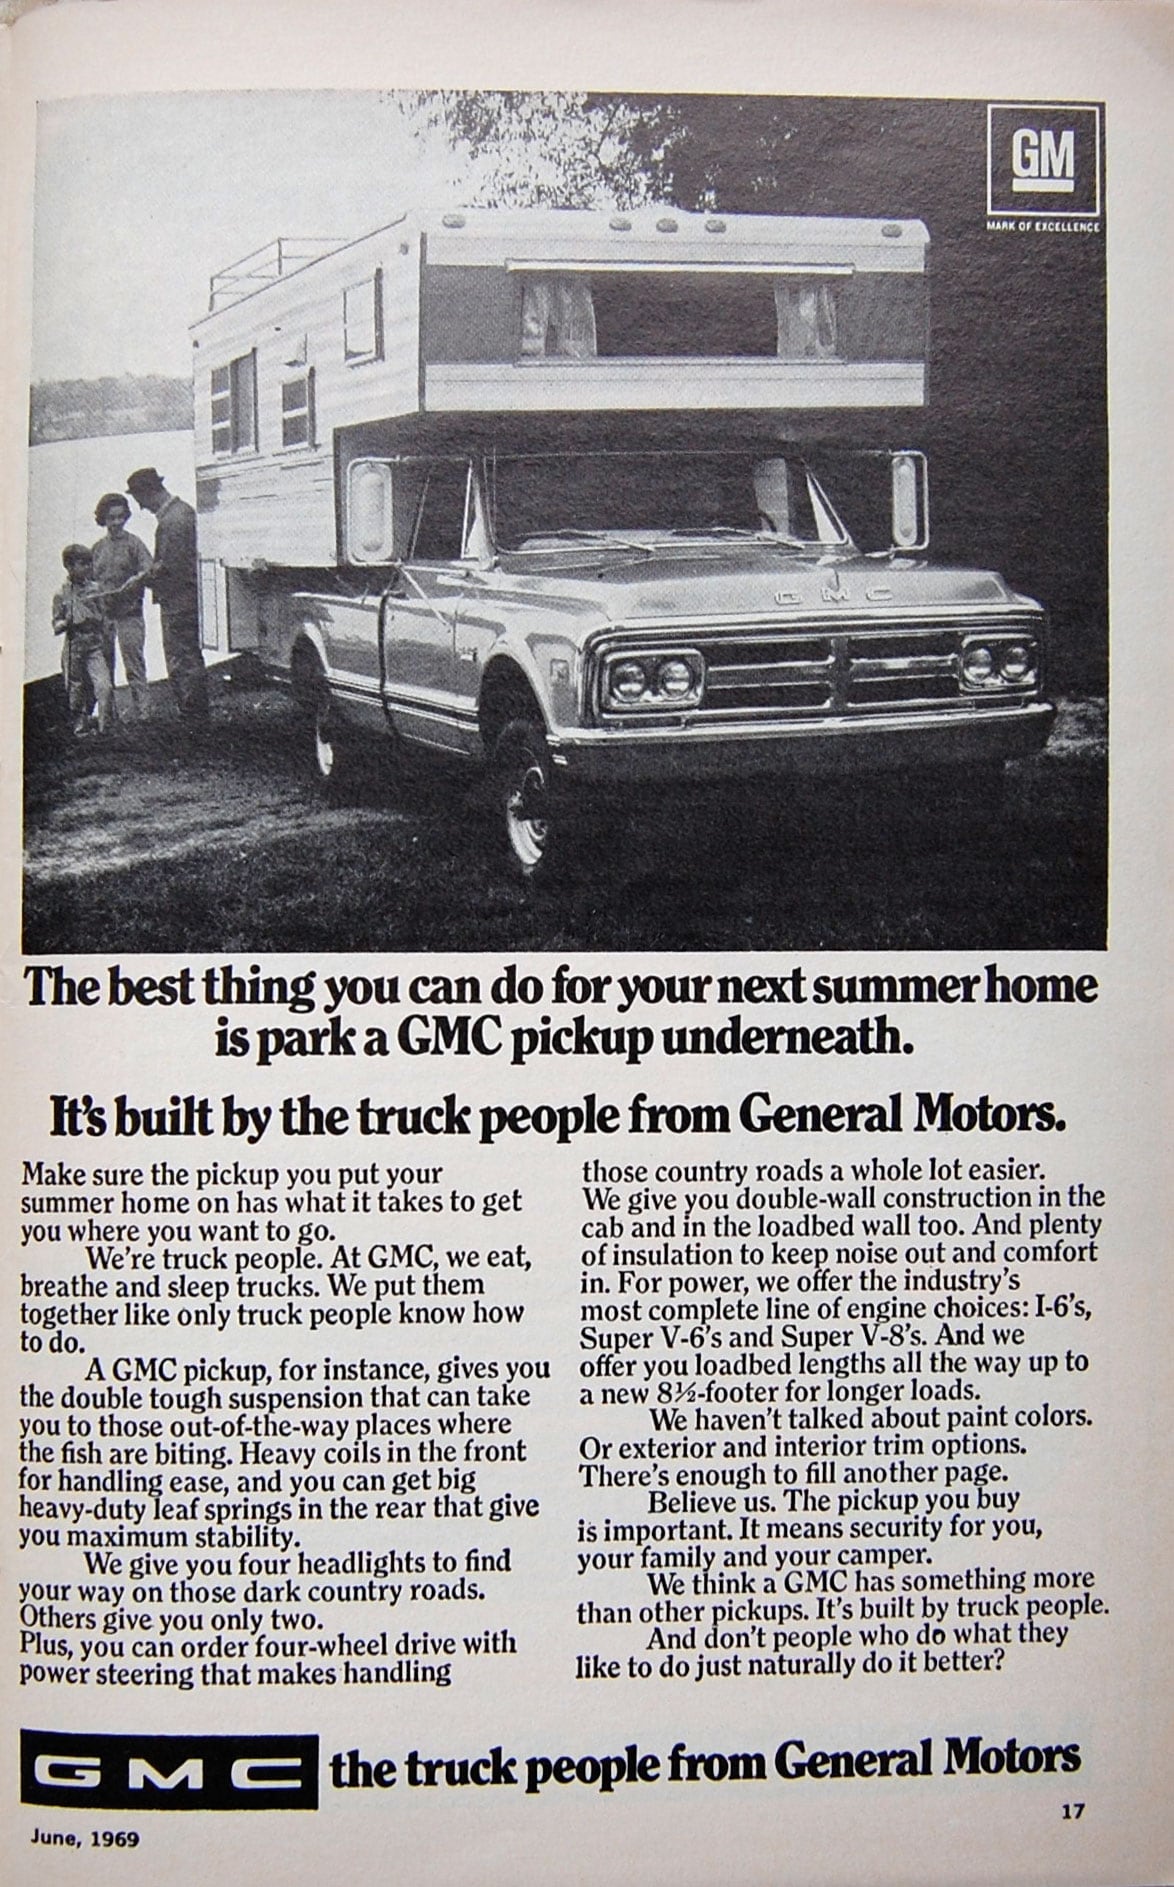 GM
MARK OF EXCELLENCE
GMC
The best thing you can do for your next summer home
is park a GMC pickup underneath.
It's built by the truck people from General Motors.
Make sure the pickup you put your
summer home on has what it takes to get
you where you want to go.
We're truck people. At GMC, we eat,
breathe and sleep trucks. We put them
together like only truck people know how
to do.
A GMC pickup, for instance, gives you
the double tough suspension that can take
you to those out-of-the-way places where
the fish are biting. Heavy coils in the front
for handling ease, and you can get big
heavy-duty leaf springs in the rear that give
you maximum stability.
We give you four headlights to find
your way on those dark country roads.
Others give you only two.
Plus, you can order four-wheel drive with
power steering that makes handling
those country roads a whole lot easier.
We give you double-wall construction in the
cab and in the loadbed wall too. And plenty
of insulation to keep noise out and comfort
in. For power, we offer the industry's
most complete line of engine choices: I-6's,
Super V-6's and Super V-8's. And we
offer you loadbed lengths all the way up to
a new 8½-footer for longer loads.
We haven't talked about paint colors.
Or exterior and interior trim options.
There's enough to fill another page.
Believe us. The pickup you buy
is important. It means security for you,
your family and your camper.
We think a GMC has something more
than other pickups. It's built by truck people.
And don't people who do what they
like to do just naturally do it better?
GMC the truck people from General Motors
17
June, 1969